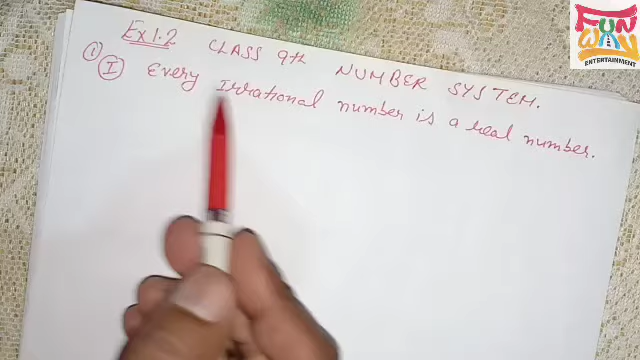 Ex 1.2 CLASS 9th NUMBER SYSTEM.
① Ⓘ Every Irrational number is a real number.
FUN
WAY
ENTERTAINMENT